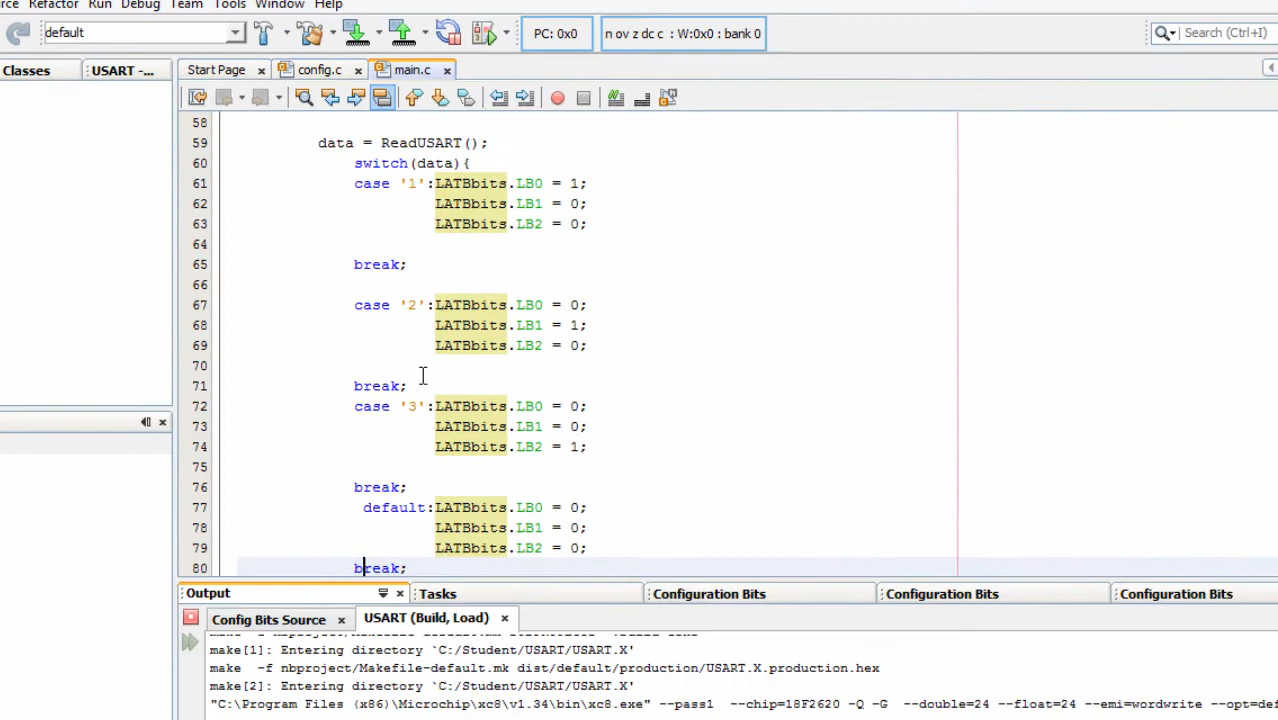 Refactor Run Debug Team Tools Window Help
default PC: 0x0 n ov z dc c : W:0x0 : bank 0 Search (Ctrl+I)
Classes USART -... Start Page config.c main.c
58
59 data = ReadUSART();
60 switch(data){
61 case '1':LATBbits.LB0 = 1;
62 LATBbits.LB1 = 0;
63 LATBbits.LB2 = 0;
64
65 break;
66
67 case '2':LATBbits.LB0 = 0;
68 LATBbits.LB1 = 1;
69 LATBbits.LB2 = 0;
70
71 break;
72 case '3':LATBbits.LB0 = 0;
73 LATBbits.LB1 = 0;
74 LATBbits.LB2 = 1;
75
76 break;
77 default:LATBbits.LB0 = 0;
78 LATBbits.LB1 = 0;
79 LATBbits.LB2 = 0;
80 break;
Output Tasks Configuration Bits Configuration Bits Configuration Bits
Config Bits Source USART (Build, Load)
make[1]: Entering directory `C:/Student/USART/USART.X'
make -f nbproject/Makefile-default.mk dist/default/production/USART.X.production.hex
make[2]: Entering directory `C:/Student/USART/USART.X'
"C:\Program Files (x86)\Microchip\xc8\v1.34\bin\xc8.exe" --pass1 --chip=18F2620 -Q -G --double=24 --float=24 --emi=wordwrite --opt=def